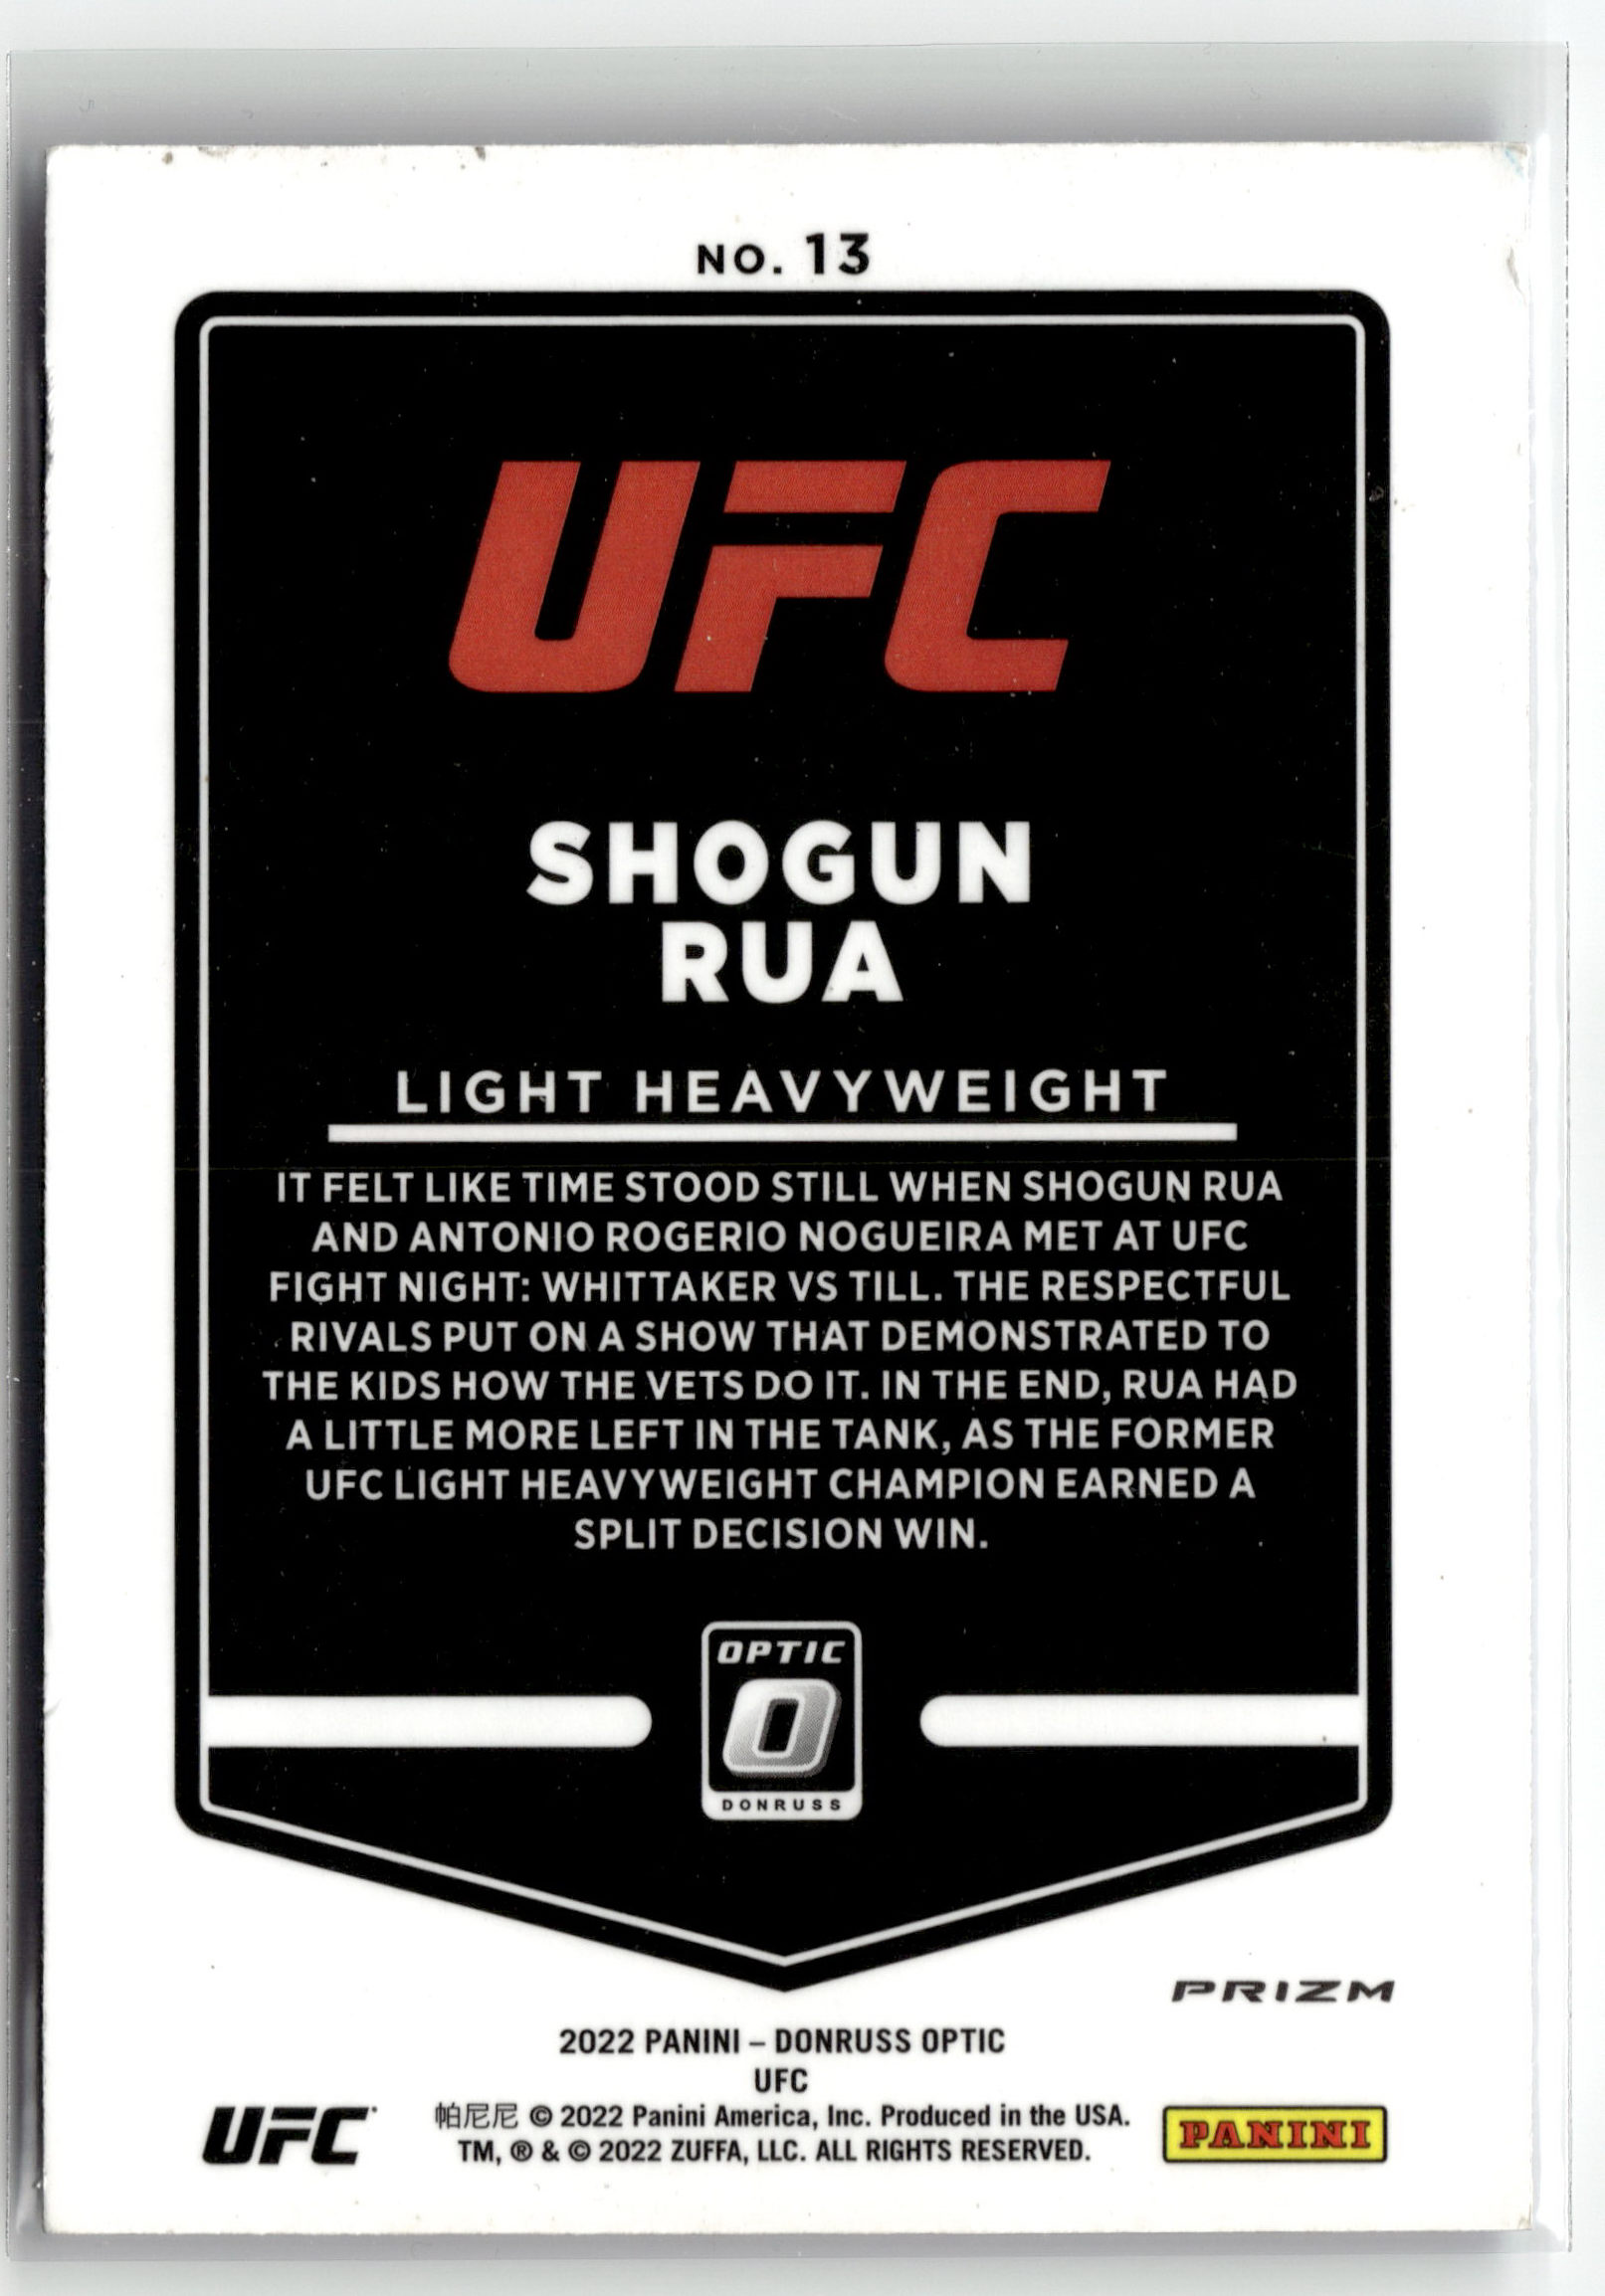 NO. 13
UFC
SHOGUN
RUA
LIGHT HEAVYWEIGHT
IT FELT LIKE TIME STOOD STILL WHEN SHOGUN RUA
AND ANTONIO ROGERIO NOGUEIRA MET AT UFC
FIGHT NIGHT: WHITTAKER VS TILL. THE RESPECTFUL
RIVALS PUT ON A SHOW THAT DEMONSTRATED TO
THE KIDS HOW THE VETS DO IT. IN THE END, RUA HAD
A LITTLE MORE LEFT IN THE TANK, AS THE FORMER
UFC LIGHT HEAVYWEIGHT CHAMPION EARNED A
SPLIT DECISION WIN.
OPTIC
O
DONRUSS
PRIZM
2022 PANINI – DONRUSS OPTIC
UFC
帕尼尼 © 2022 Panini America, Inc. Produced in the USA.
TM, ® & © 2022 ZUFFA, LLC. ALL RIGHTS RESERVED.
UFC
PANINI